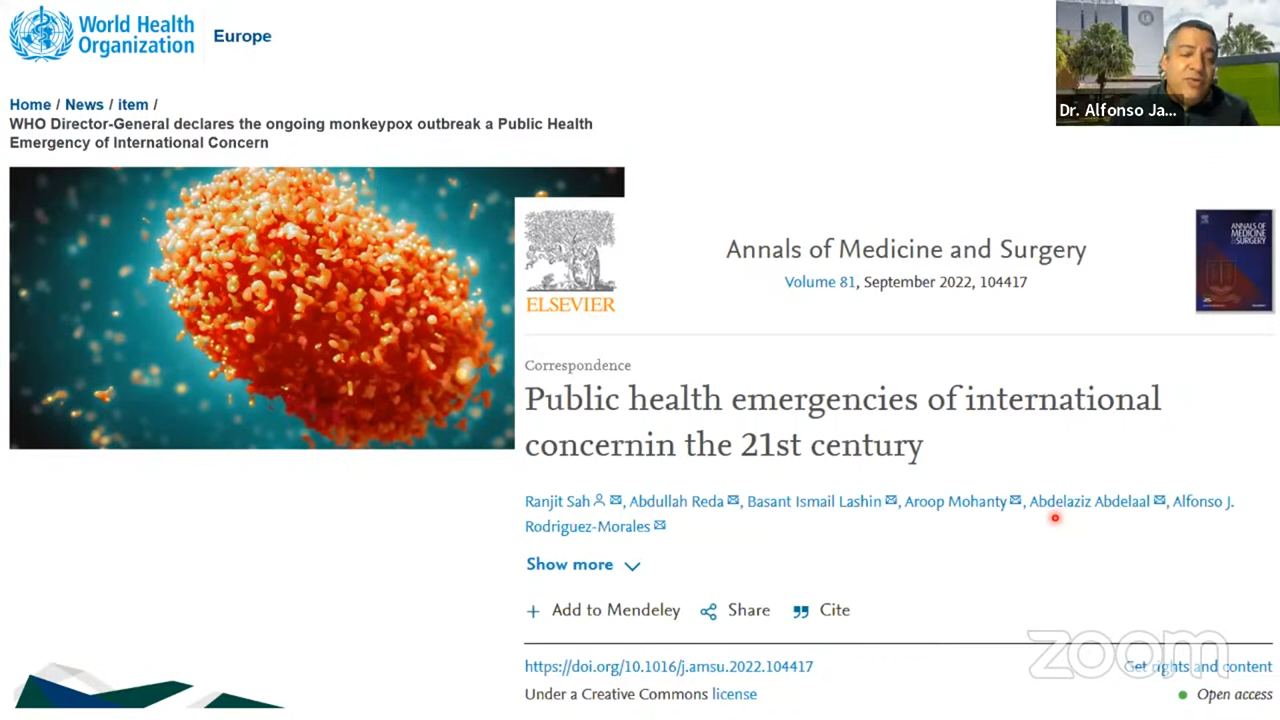 World Health
Organization
Europe
Dr. Alfonso Ja...
Home / News / item /
WHO Director-General declares the ongoing monkeypox outbreak a Public Health
Emergency of International Concern
ELSEVIER
Annals of Medicine and Surgery
Volume 81, September 2022, 104417
ANNALS OF
MEDICINE
& SURGERY
Correspondence
Public health emergencies of international
concernin the 21st century
Ranjit Sah, Abdullah Reda, Basant Ismail Lashin, Aroop Mohanty, Abdelaziz Abdelaal, Alfonso J.
Rodriguez-Morales
Show more
+ Add to Mendeley Share Cite
zoom
https://doi.org/10.1016/j.amsu.2022.104417
Get rights and content
Under a Creative Commons license
Open access